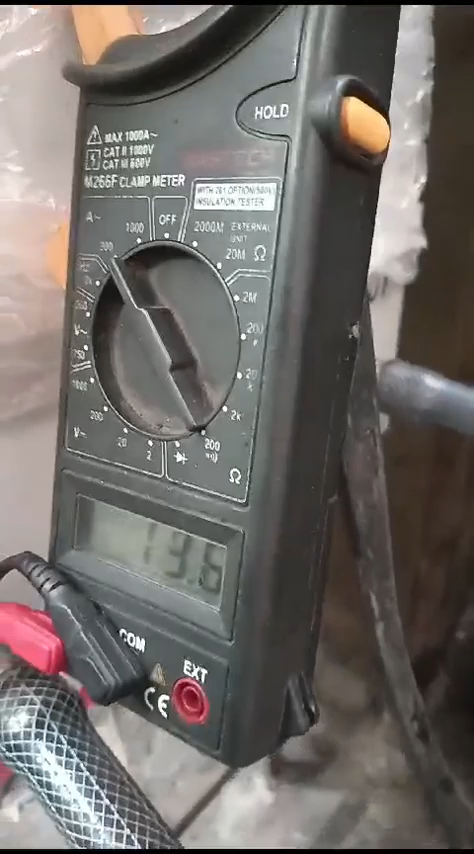 HOLD
MAX 1000A~
CAT II 1000V
CAT III 600V
M266F CLAMP METER
WITH 261 OPTION(500V)
INSULATION TESTER
A~
1000
OFF
2000M
EXTERNAL
UNIT
20M Ω
2M
200
20
k
2k
200
Ω
2
20
200
1000
V
750
V~
COM
EXT
CE
13.6